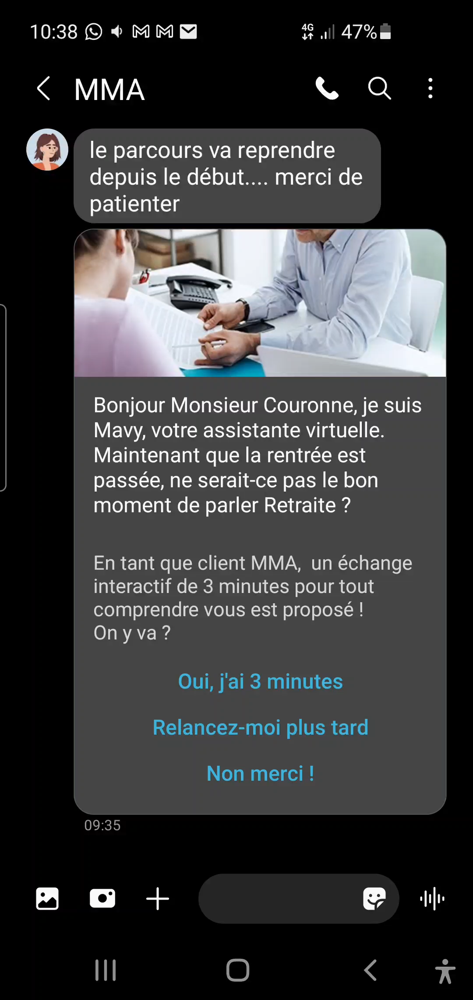 10:38
4G
47%
MMA
le parcours va reprendre
depuis le début.... merci de
patienter
Bonjour Monsieur Couronne, je suis
Mavy, votre assistante virtuelle.
Maintenant que la rentrée est
passée, ne serait-ce pas le bon
moment de parler Retraite ?
En tant que client MMA,  un échange
interactif de 3 minutes pour tout
comprendre vous est proposé !
On y va ?
Oui, j'ai 3 minutes
Relancez-moi plus tard
Non merci !
09:35